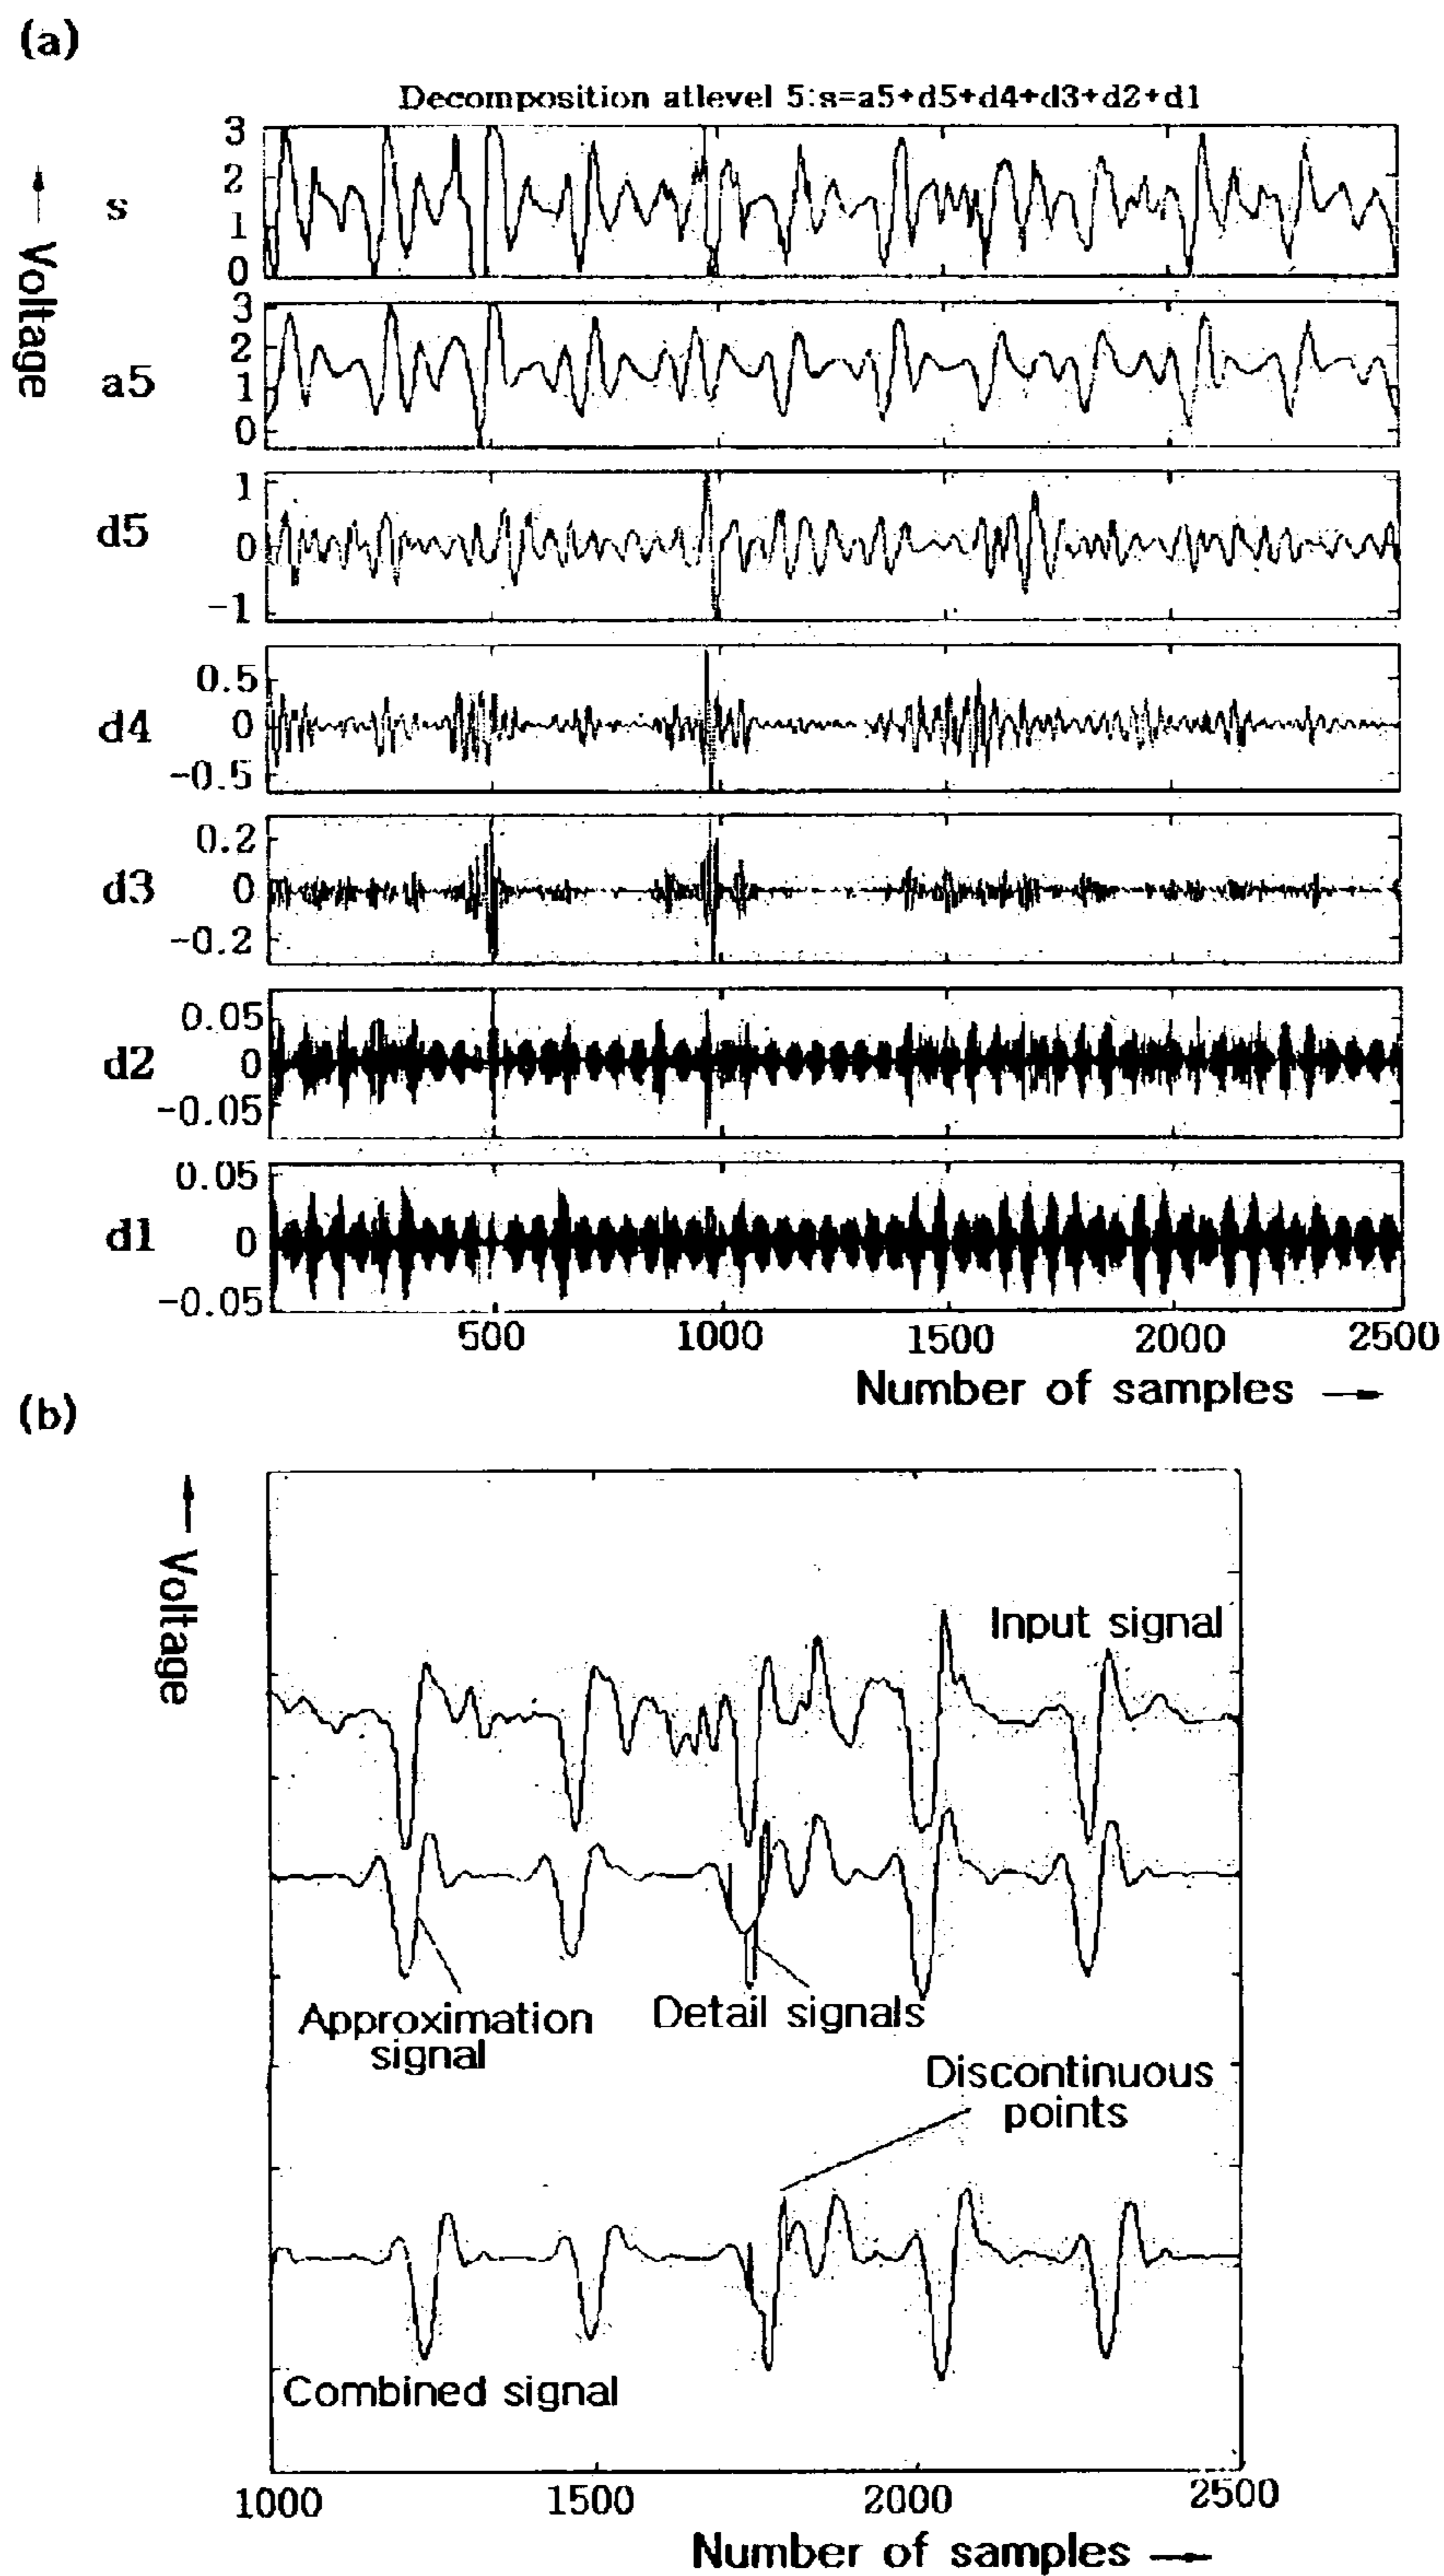 (a)
Decomposition atlevel 5:s=a5+d5+d4+d3+d2+d1
Voltage
s
3
2
1
0
a5
3
2
1
0
d5
1
0
-1
d4
0.5
0
-0.5
d3
0.2
0
-0.2
d2
0.05
0
-0.05
d1
0.05
0
-0.05
500 1000 1500 2000 2500
Number of samples
(b)
Voltage
Input signal
Approximation
signal
Detail signals
Discontinuous
points
Combined signal
1000 1500 2000 2500
Number of samples